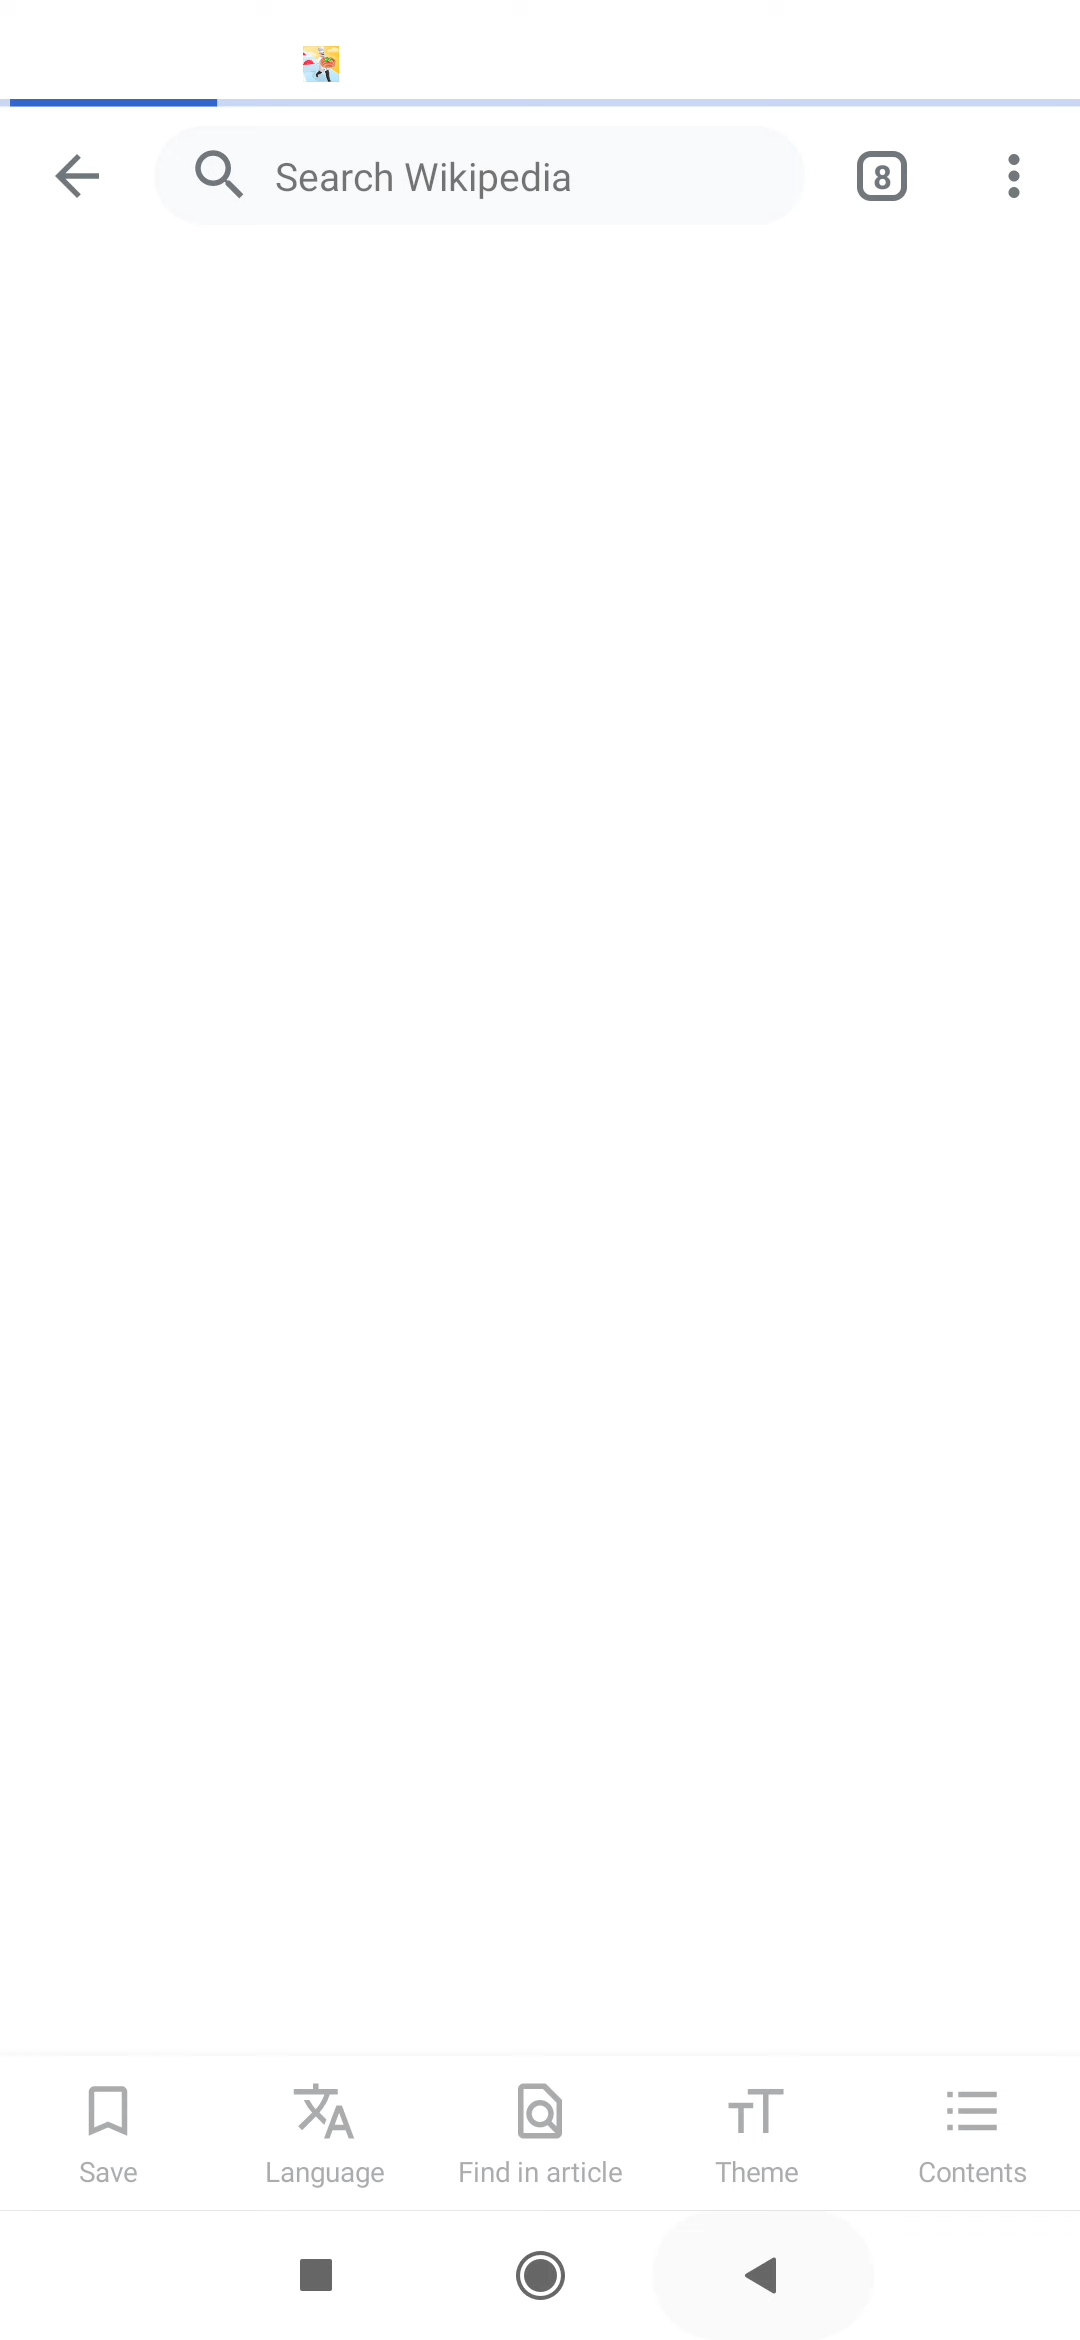 Search Wikipedia
8
Save
Language
Find in article
Theme
Contents